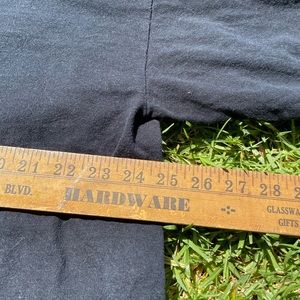 20 21 22 23 24 25 26 27 28
BLVD. HARDWARE GLASSWA
GIFTS